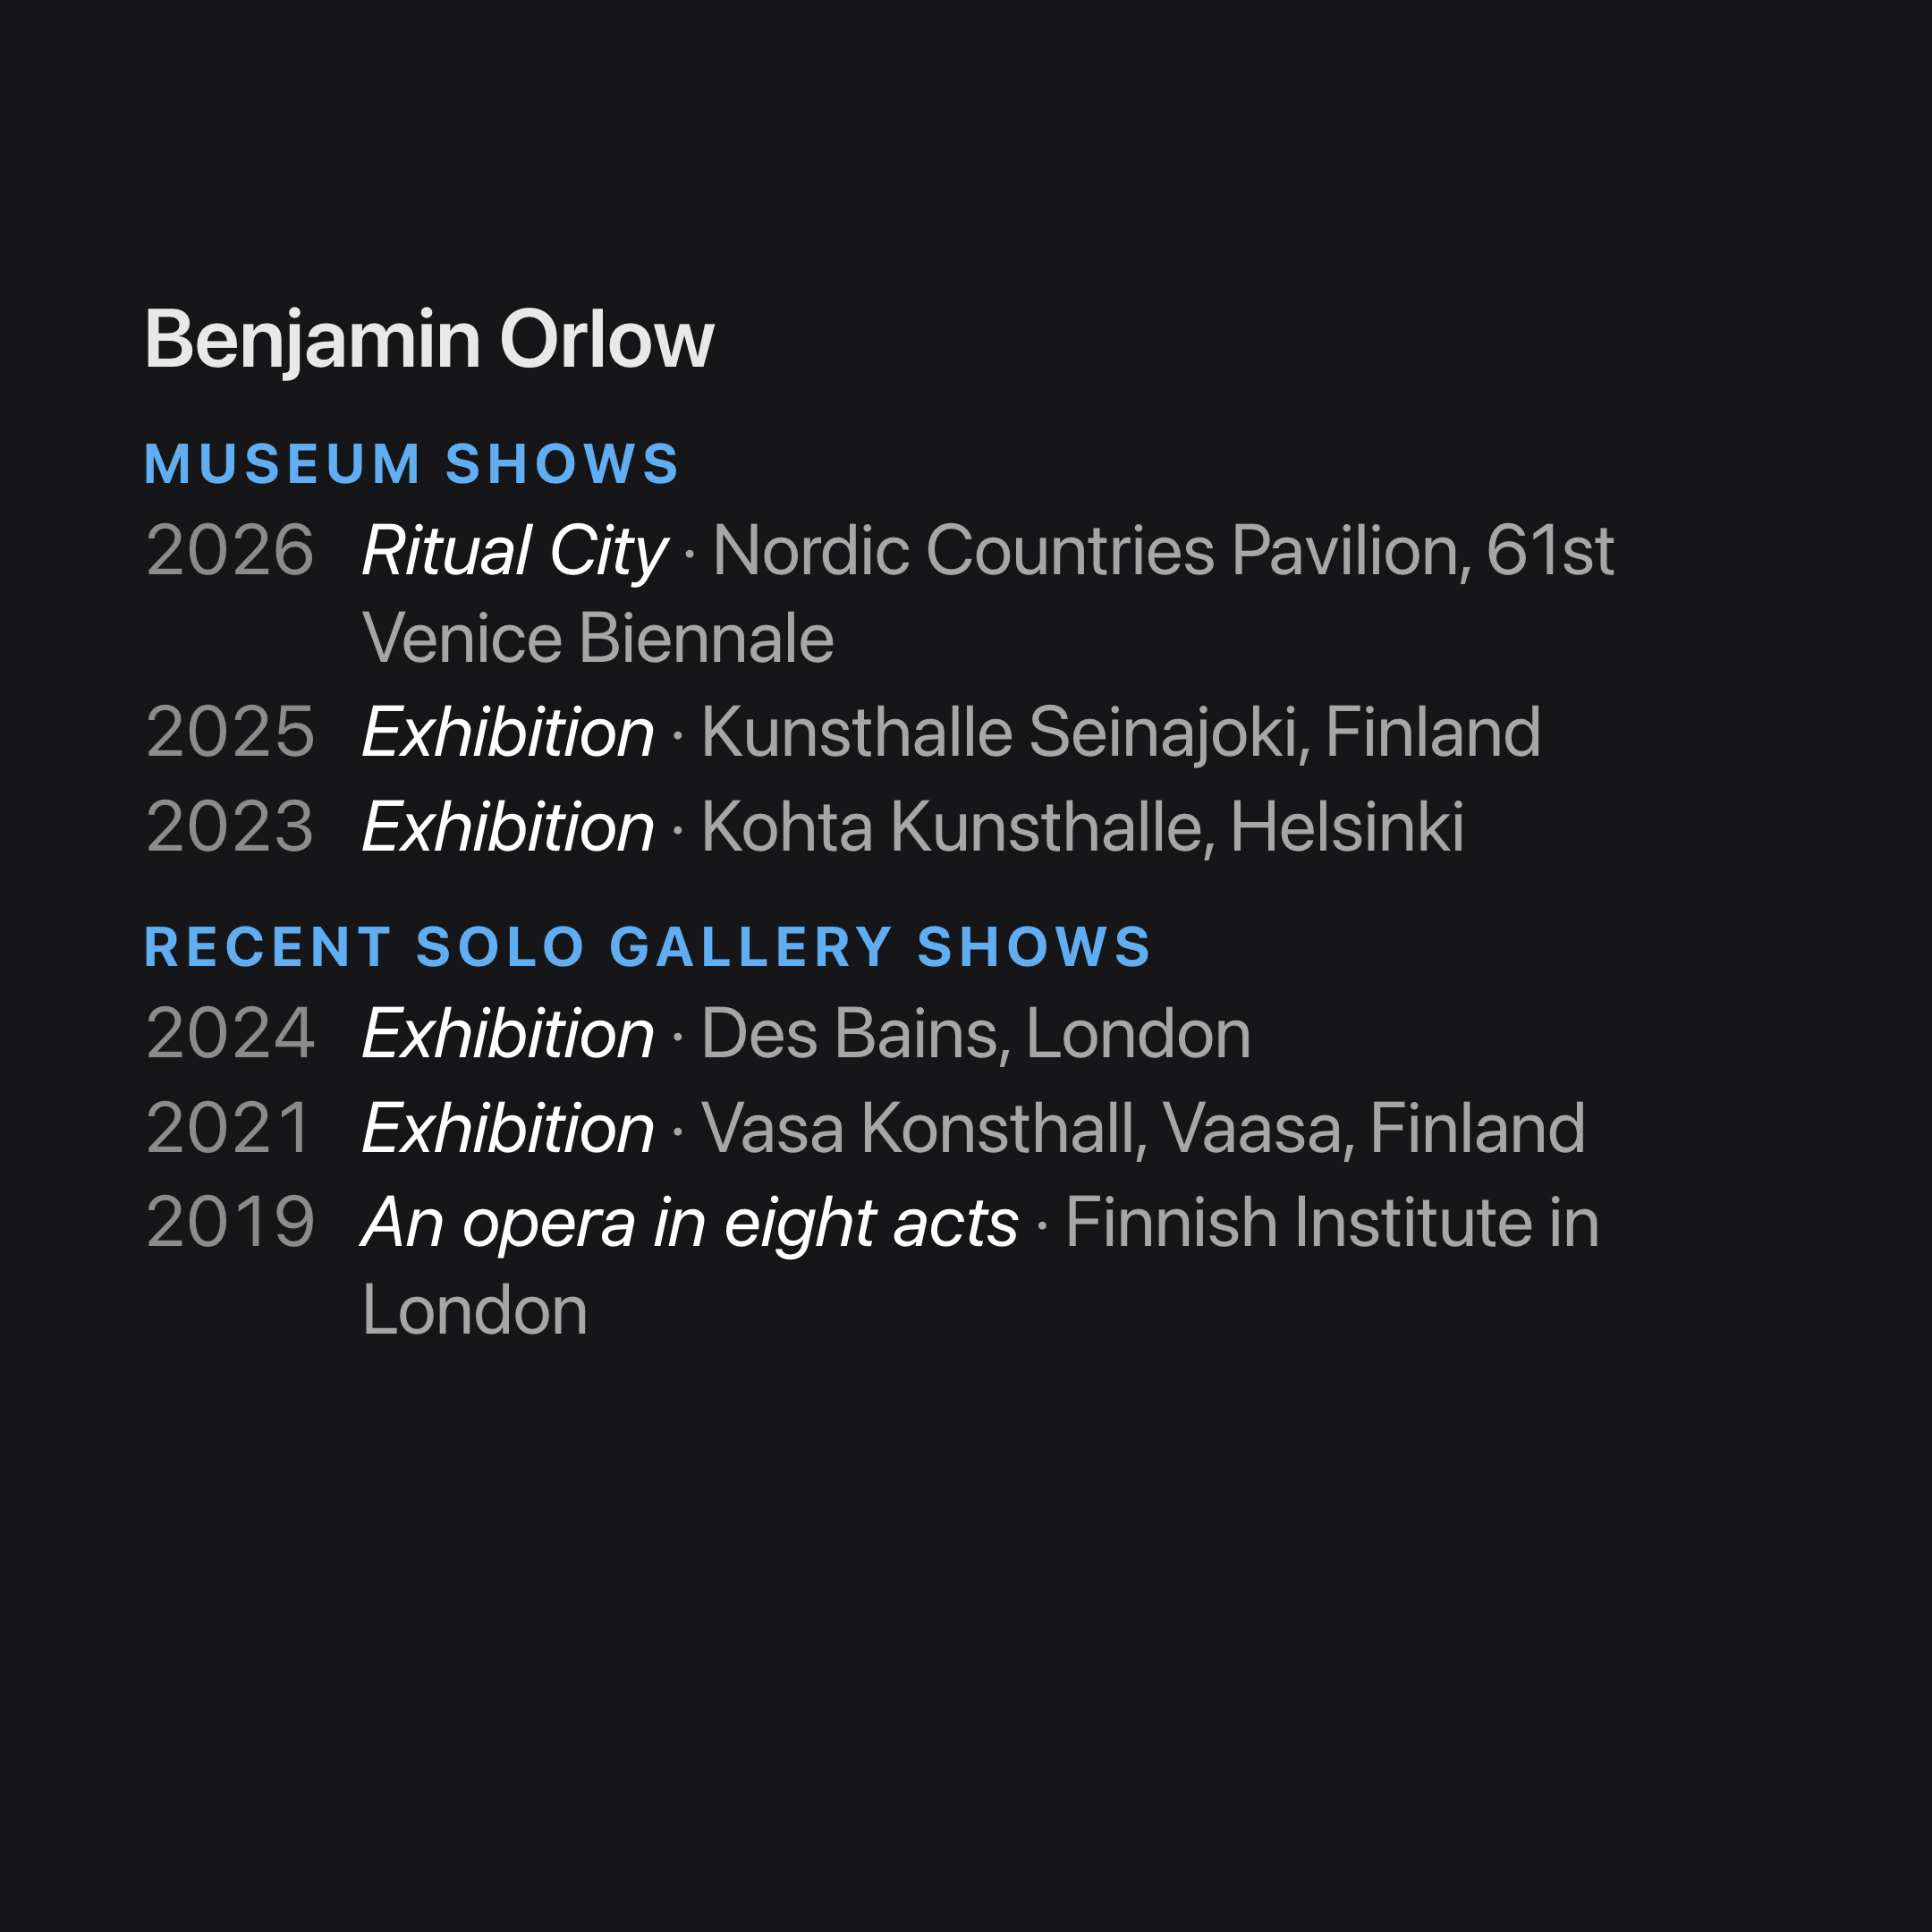 Benjamin Orlow
MUSEUM SHOWS
2026 Ritual City · Nordic Countries Pavilion, 61st
Venice Biennale
2025 Exhibition · Kunsthalle Seinajoki, Finland
2023 Exhibition · Kohta Kunsthalle, Helsinki
RECENT SOLO GALLERY SHOWS
2024 Exhibition · Des Bains, London
2021 Exhibition · Vasa Konsthall, Vaasa, Finland
2019 An opera in eight acts · Finnish Institute in
London